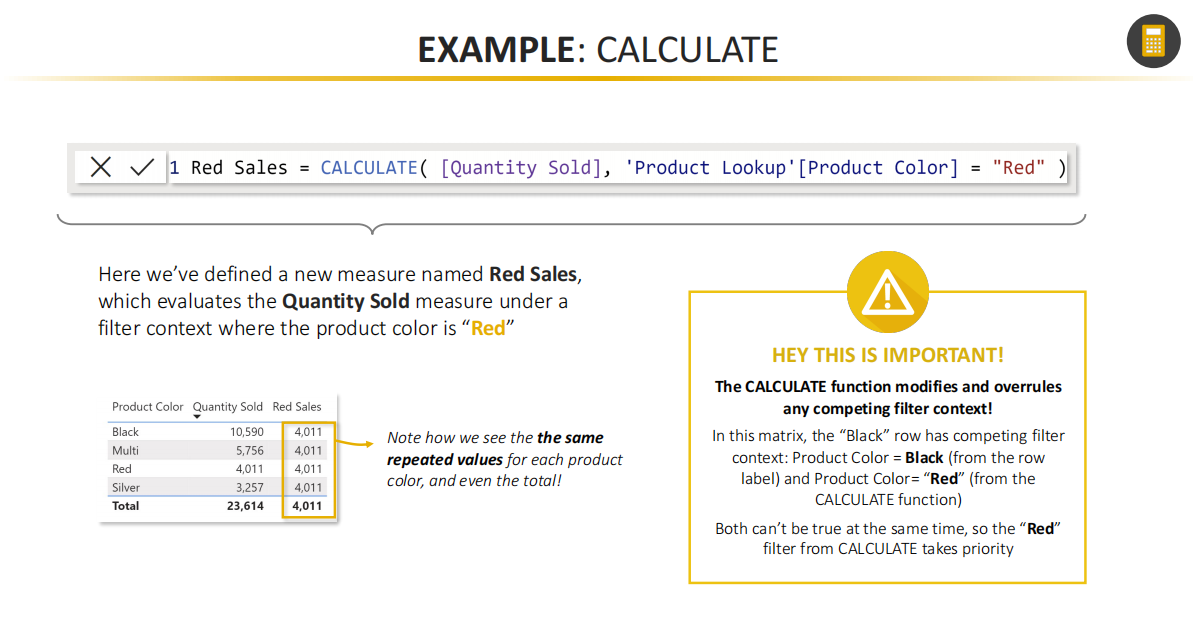 EXAMPLE: CALCULATE
1 Red Sales = CALCULATE( [Quantity Sold], 'Product Lookup'[Product Color] = "Red" )
Here we’ve defined a new measure named Red Sales,
which evaluates the Quantity Sold measure under a
filter context where the product color is “Red”
Product Color Quantity Sold Red Sales
Black 10,590 4,011
Multi 5,756 4,011
Red 4,011 4,011
Silver 3,257 4,011
Total 23,614 4,011
Note how we see the the same
repeated values for each product
color, and even the total!
HEY THIS IS IMPORTANT!
The CALCULATE function modifies and overrules
any competing filter context!
In this matrix, the “Black” row has competing filter
context: Product Color = Black (from the row
label) and Product Color= “Red” (from the
CALCULATE function)
Both can’t be true at the same time, so the “Red”
filter from CALCULATE takes priority